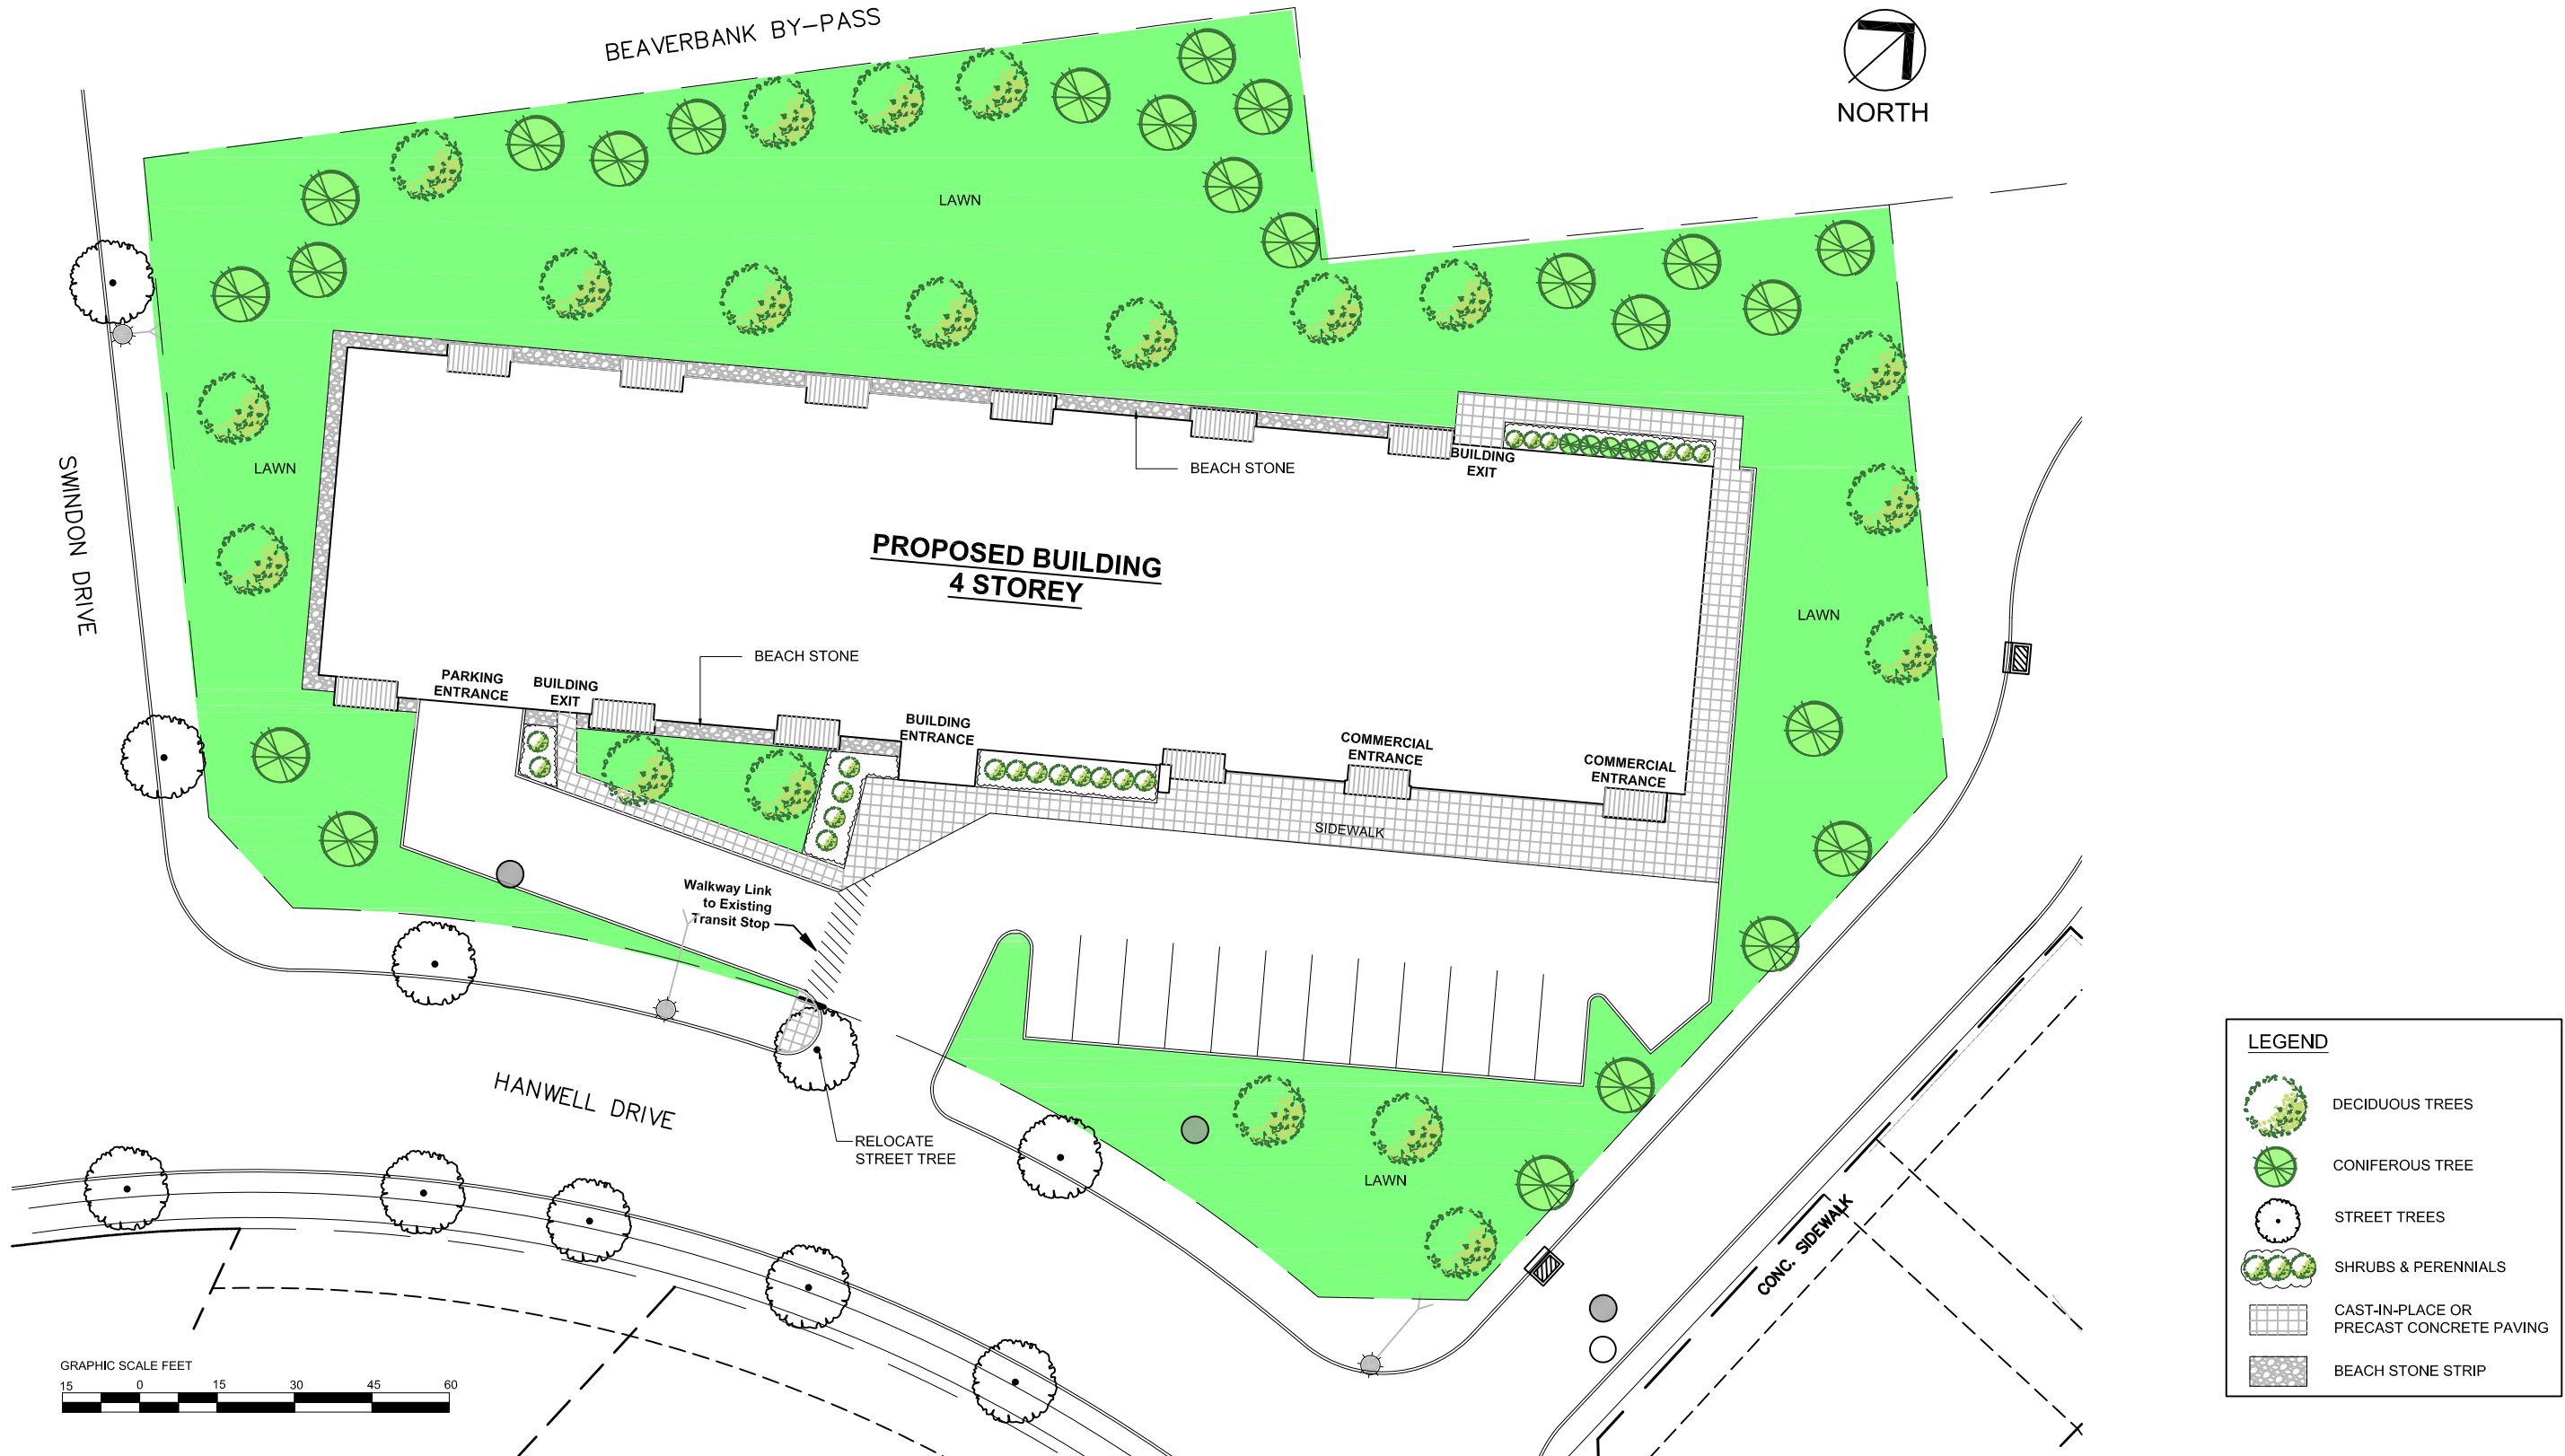 BEAVERBANK BY-PASS
NORTH
LAWN
SWINDON DRIVE
LAWN
BEACH STONE
BUILDING
EXIT
PROPOSED BUILDING
4 STOREY
LAWN
BEACH STONE
PARKING
ENTRANCE
BUILDING
EXIT
BUILDING
ENTRANCE
COMMERCIAL
ENTRANCE
COMMERCIAL
ENTRANCE
SIDEWALK
Walkway Link
to Existing
Transit Stop
HANWELL DRIVE
RELOCATE
STREET TREE
LAWN
CONC. SIDEWALK
GRAPHIC SCALE FEET
15 0 15 30 45 60
LEGEND
DECIDUOUS TREES
CONIFEROUS TREE
STREET TREES
SHRUBS & PERENNIALS
CAST-IN-PLACE OR
PRECAST CONCRETE PAVING
BEACH STONE STRIP